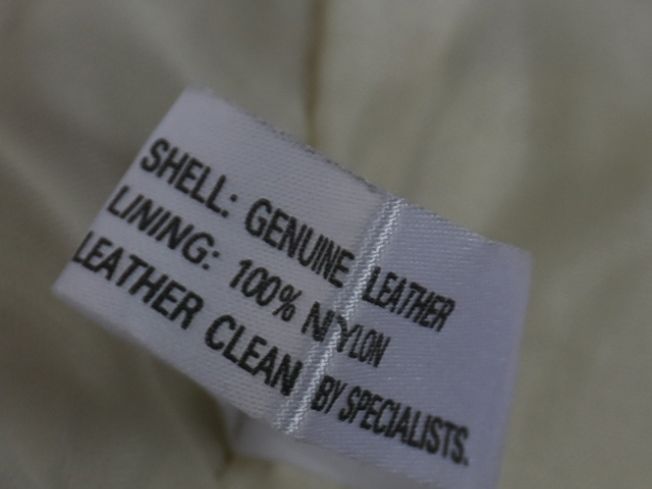 SHELL: GENUINE LEATHER
LINING: 100% NYLON
LEATHER CLEAN BY SPECIALISTS.